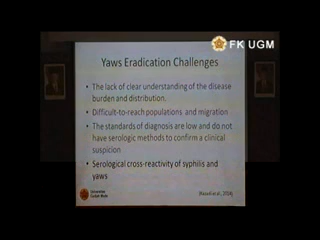 FK UGM
Yaws Eradication Challenges
• The lack of clear understanding of the disease
burden and distribution.
• Difficult-to-reach populations and migration
• The standards of diagnosis are low and do not
have serologic methods to confirm a clinical
suspicion
• Serological cross-reactivity of syphilis and
yaws